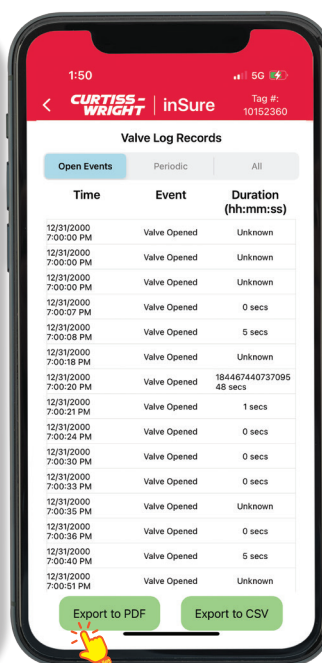 1:50 5G
CURTISS-WRIGHT | inSure Tag #: 10152360
Valve Log Records
Open Events Periodic All
Time Event Duration (hh:mm:ss)
12/31/2000 7:00:00 PM Valve Opened Unknown
12/31/2000 7:00:00 PM Valve Opened Unknown
12/31/2000 7:00:00 PM Valve Opened Unknown
12/31/2000 7:00:07 PM Valve Opened 0 secs
12/31/2000 7:00:08 PM Valve Opened 5 secs
12/31/2000 7:00:18 PM Valve Opened Unknown
12/31/2000 7:00:20 PM Valve Opened 184467440737095 48 secs
12/31/2000 7:00:21 PM Valve Opened 1 secs
12/31/2000 7:00:24 PM Valve Opened 0 secs
12/31/2000 7:00:30 PM Valve Opened 0 secs
12/31/2000 7:00:33 PM Valve Opened 0 secs
12/31/2000 7:00:35 PM Valve Opened Unknown
12/31/2000 7:00:36 PM Valve Opened 0 secs
12/31/2000 7:00:40 PM Valve Opened 5 secs
12/31/2000 7:00:51 PM Valve Opened Unknown
Export to PDF Export to CSV